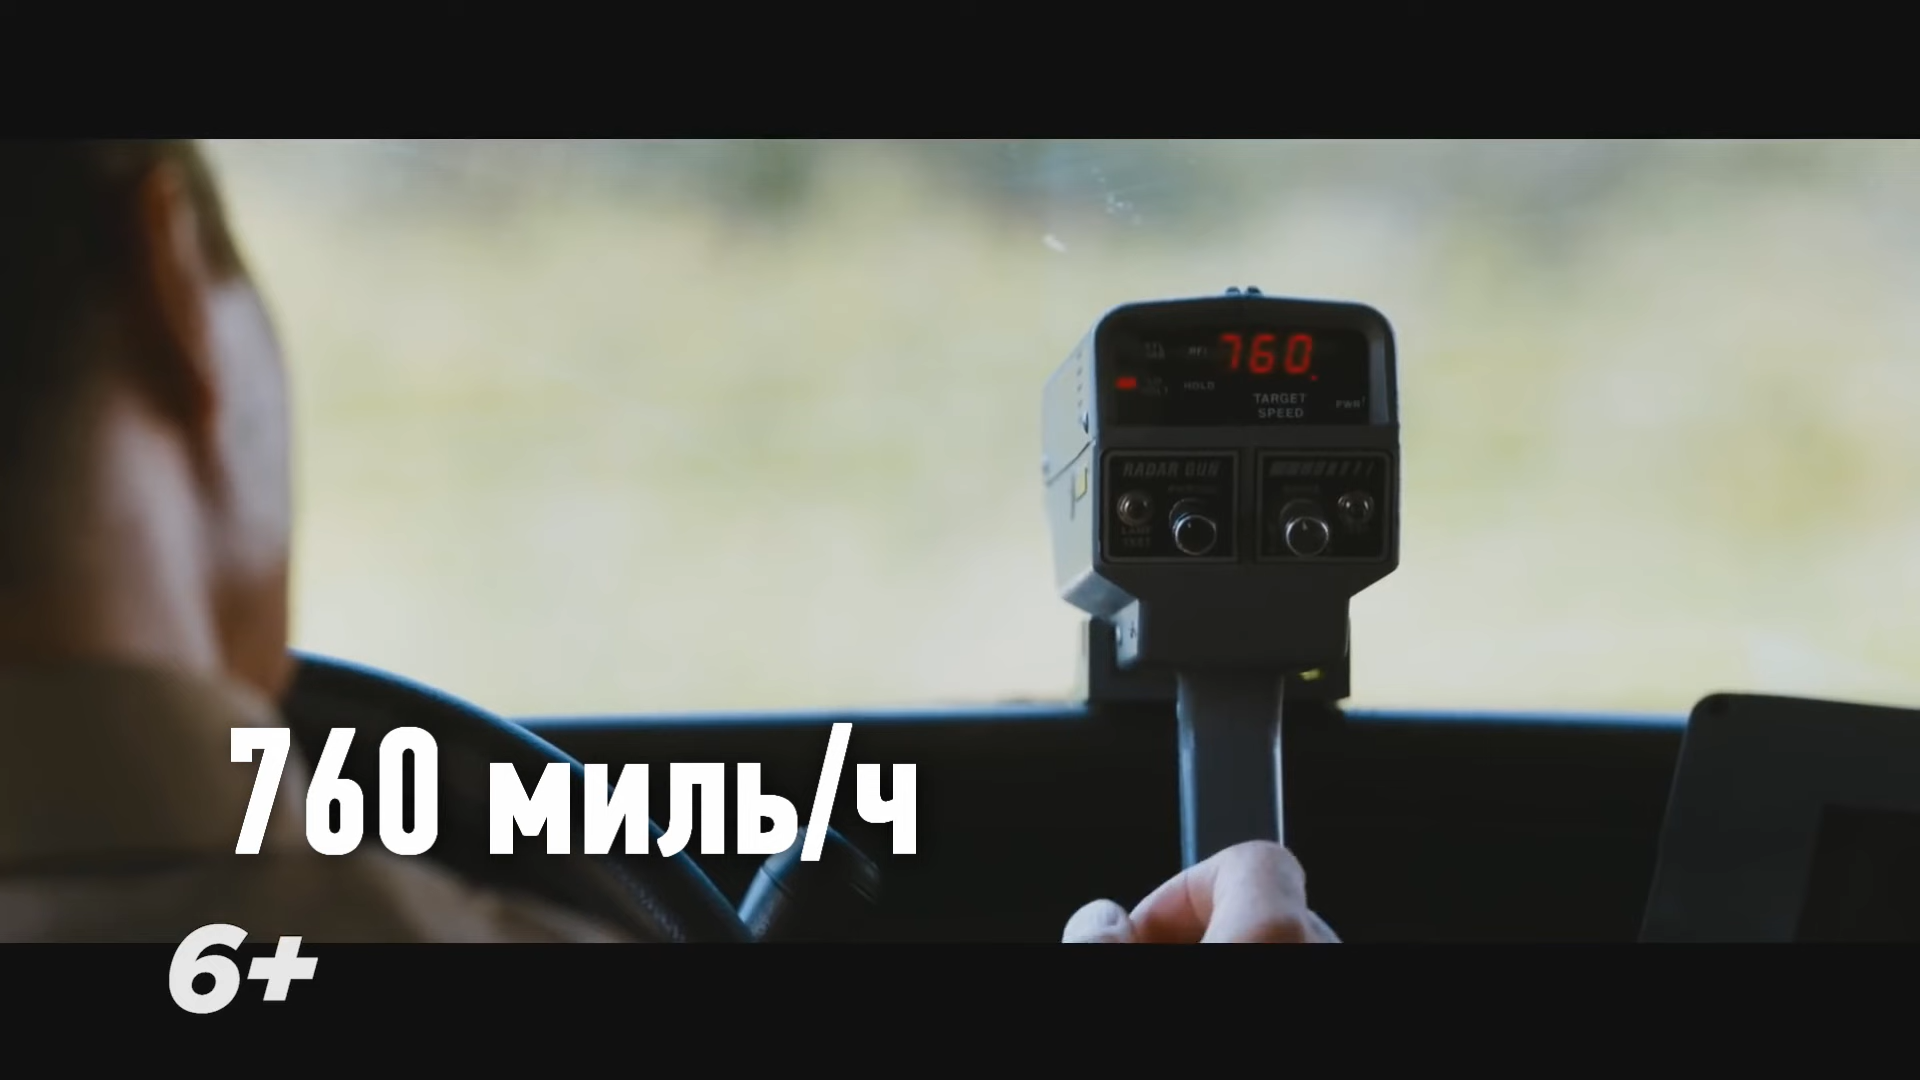 760
HOLD
TARGET
SPEED
PWR
RADAR GUN
760 миль/ч
6+